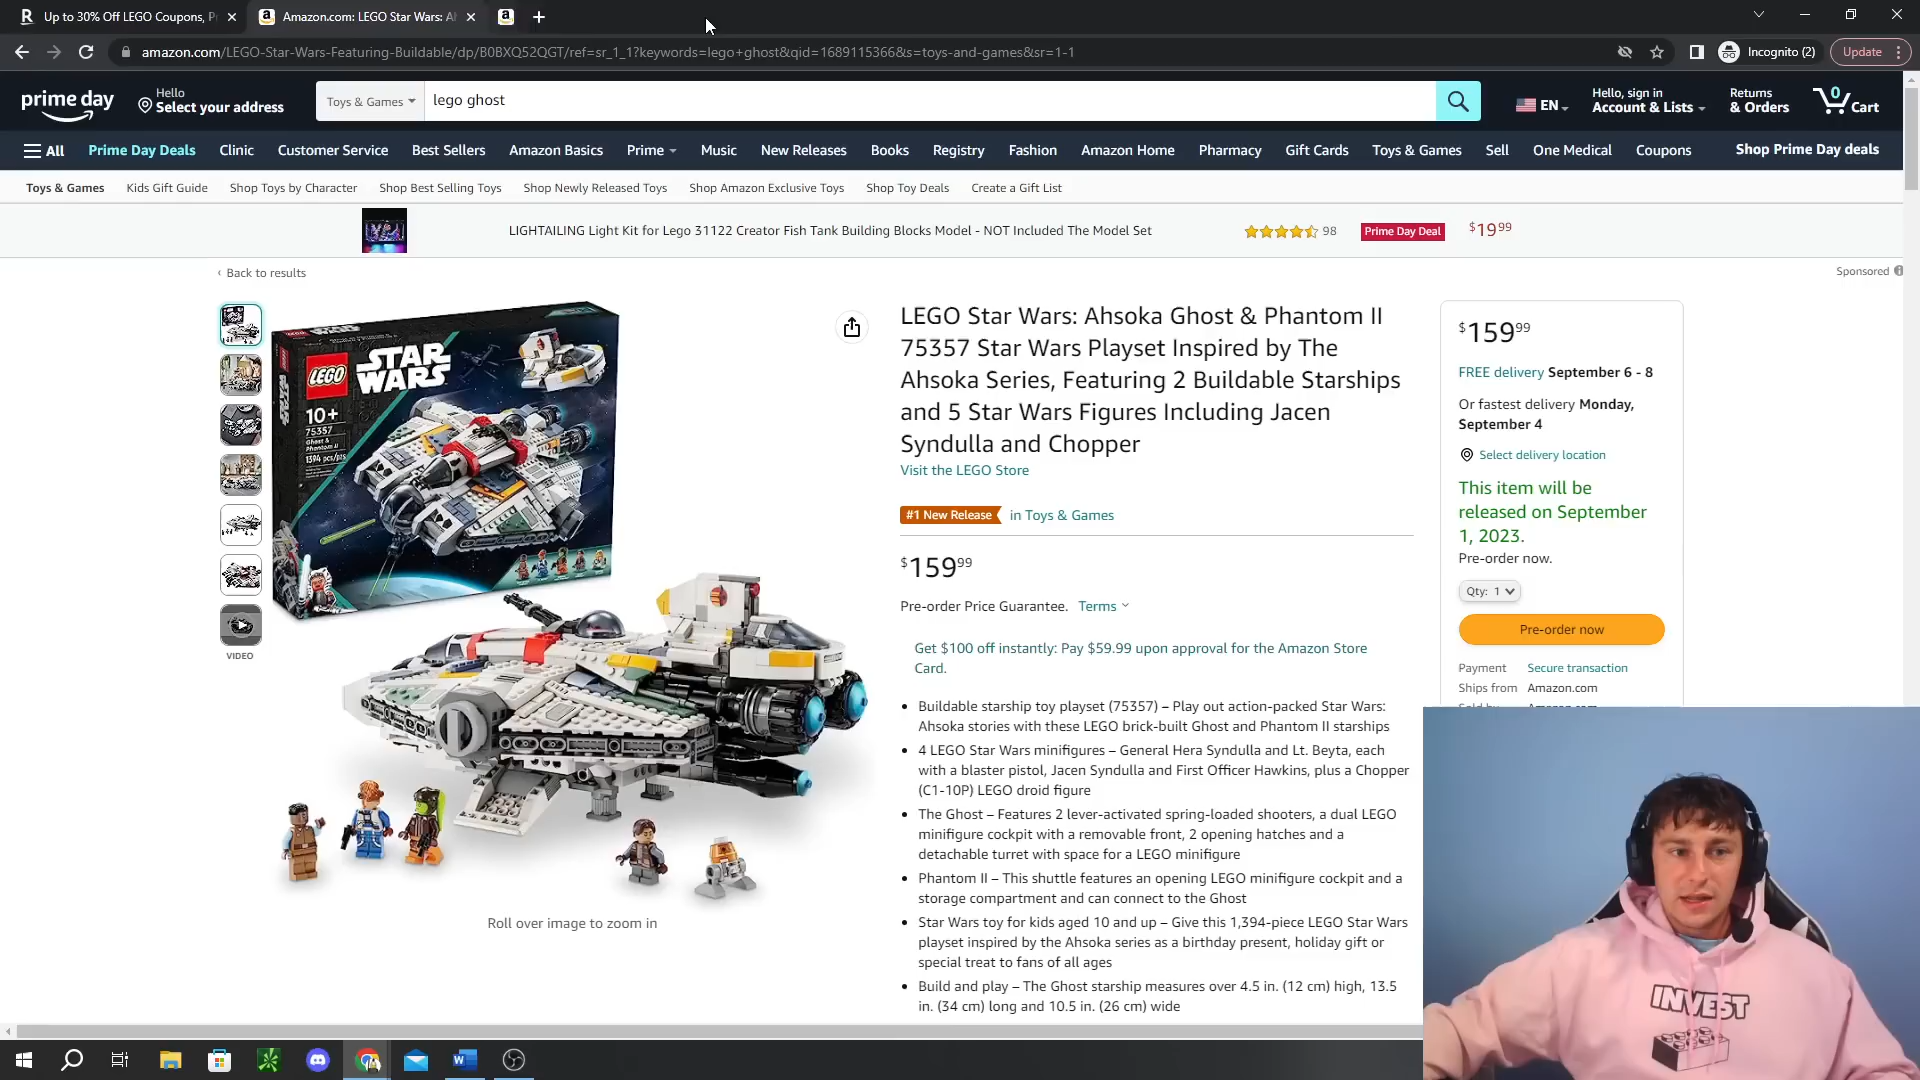 Up to 30% Off LEGO Coupons, P
Amazon.com: LEGO Star Wars: Ah
amazon.com/LEGO-Star-Wars-Featuring-Buildable/dp/B0BXQ52QGT/ref=sr_1_1?keywords=lego+ghost&qid=1689115366&s=toys-and-games&sr=1-1
Incognito (2)
Update
prime day
Hello
Select your address
Toys & Games
lego ghost
EN
Hello, sign in
Account & Lists
Returns
& Orders
0
Cart
All
Prime Day Deals
Clinic
Customer Service
Best Sellers
Amazon Basics
Prime
Music
New Releases
Books
Registry
Fashion
Amazon Home
Pharmacy
Gift Cards
Toys & Games
Sell
One Medical
Coupons
Shop Prime Day deals
Toys & Games
Kids Gift Guide
Shop Toys by Character
Shop Best Selling Toys
Shop Newly Released Toys
Shop Amazon Exclusive Toys
Shop Toy Deals
Create a Gift List
LIGHTAILING Light Kit for Lego 31122 Creator Fish Tank Building Blocks Model - NOT Included The Model Set
98
Prime Day Deal
$19.99
‹ Back to results
Sponsored
LEGO
STAR
WARS
10+
75357
Ghost &
Phantom II
1394 pcs/pzs
VIDEO
Roll over image to zoom in
LEGO Star Wars: Ahsoka Ghost & Phantom II
75357 Star Wars Playset Inspired by The
Ahsoka Series, Featuring 2 Buildable Starships
and 5 Star Wars Figures Including Jacen
Syndulla and Chopper
Visit the LEGO Store
#1 New Release
in Toys & Games
$159.99
Pre-order Price Guarantee. Terms
Get $100 off instantly: Pay $59.99 upon approval for the Amazon Store
Card.
• Buildable starship toy playset (75357) – Play out action-packed Star Wars:
Ahsoka stories with these LEGO brick-built Ghost and Phantom II starships
• 4 LEGO Star Wars minifigures – General Hera Syndulla and Lt. Beyta, each
with a blaster pistol, Jacen Syndulla and First Officer Hawkins, plus a Chopper
(C1-10P) LEGO droid figure
• The Ghost – Features 2 lever-activated spring-loaded shooters, a dual LEGO
minifigure cockpit with a removable front, 2 opening hatches and a
detachable turret with space for a LEGO minifigure
• Phantom II – This shuttle features an opening LEGO minifigure cockpit and a
storage compartment and can connect to the Ghost
• Star Wars toy for kids aged 10 and up – Give this 1,394-piece LEGO Star Wars
playset inspired by the Ahsoka series as a birthday present, holiday gift or
special treat to fans of all ages
• Build and play – The Ghost starship measures over 4.5 in. (12 cm) high, 13.5
in. (34 cm) long and 10.5 in. (26 cm) wide
$159.99
FREE delivery September 6 - 8
Or fastest delivery Monday,
September 4
Select delivery location
This item will be
released on September
1, 2023.
Pre-order now.
Qty: 1
Pre-order now
Payment
Secure transaction
Ships from
Amazon.com
INVEST